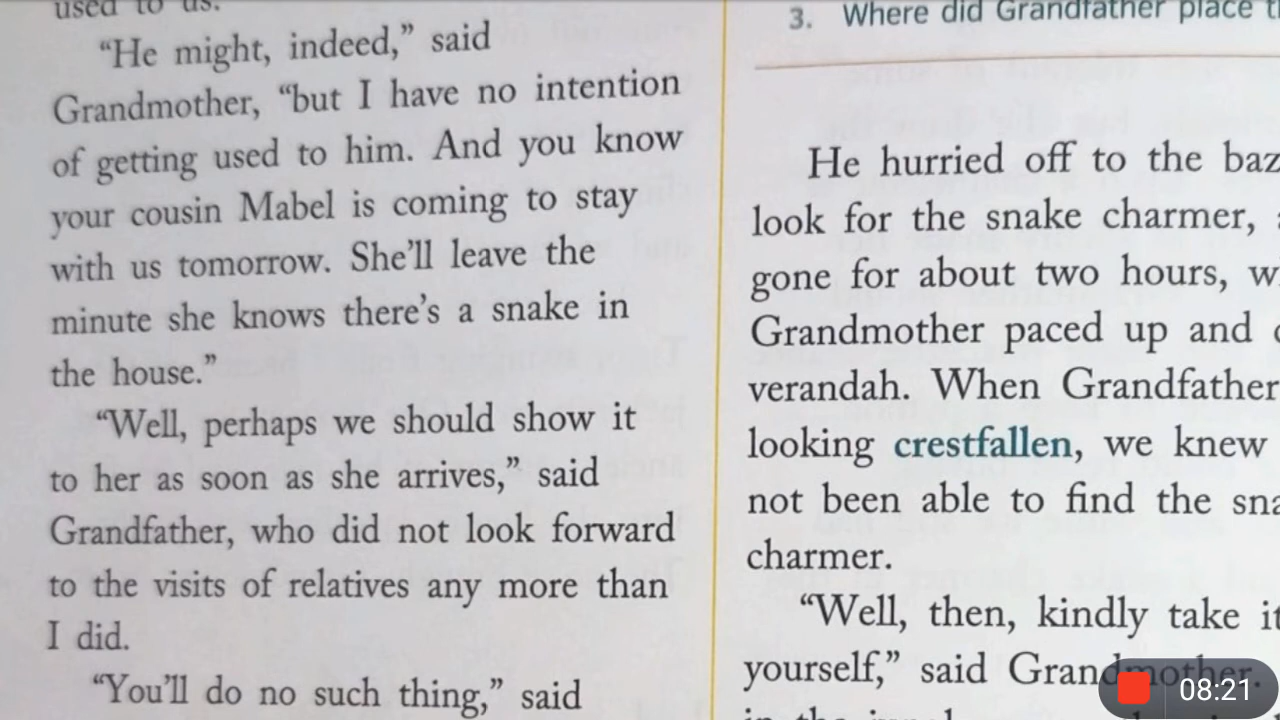 used to us.
“He might, indeed,” said
Grandmother, “but I have no intention
of getting used to him. And you know
your cousin Mabel is coming to stay
with us tomorrow. She’ll leave the
minute she knows there’s a snake in
the house.”
“Well, perhaps we should show it
to her as soon as she arrives,” said
Grandfather, who did not look forward
to the visits of relatives any more than
I did.
“You’ll do no such thing,” said
3. Where did Grandfather place
He hurried off to the
look for the snake charmer,
gone for about two hours,
Grandmother paced up and
verandah. When Grandfather
looking crestfallen, we knew
not been able to find the
charmer.
“Well, then, kindly take
yourself,” said Grandmother.
in the
08:21